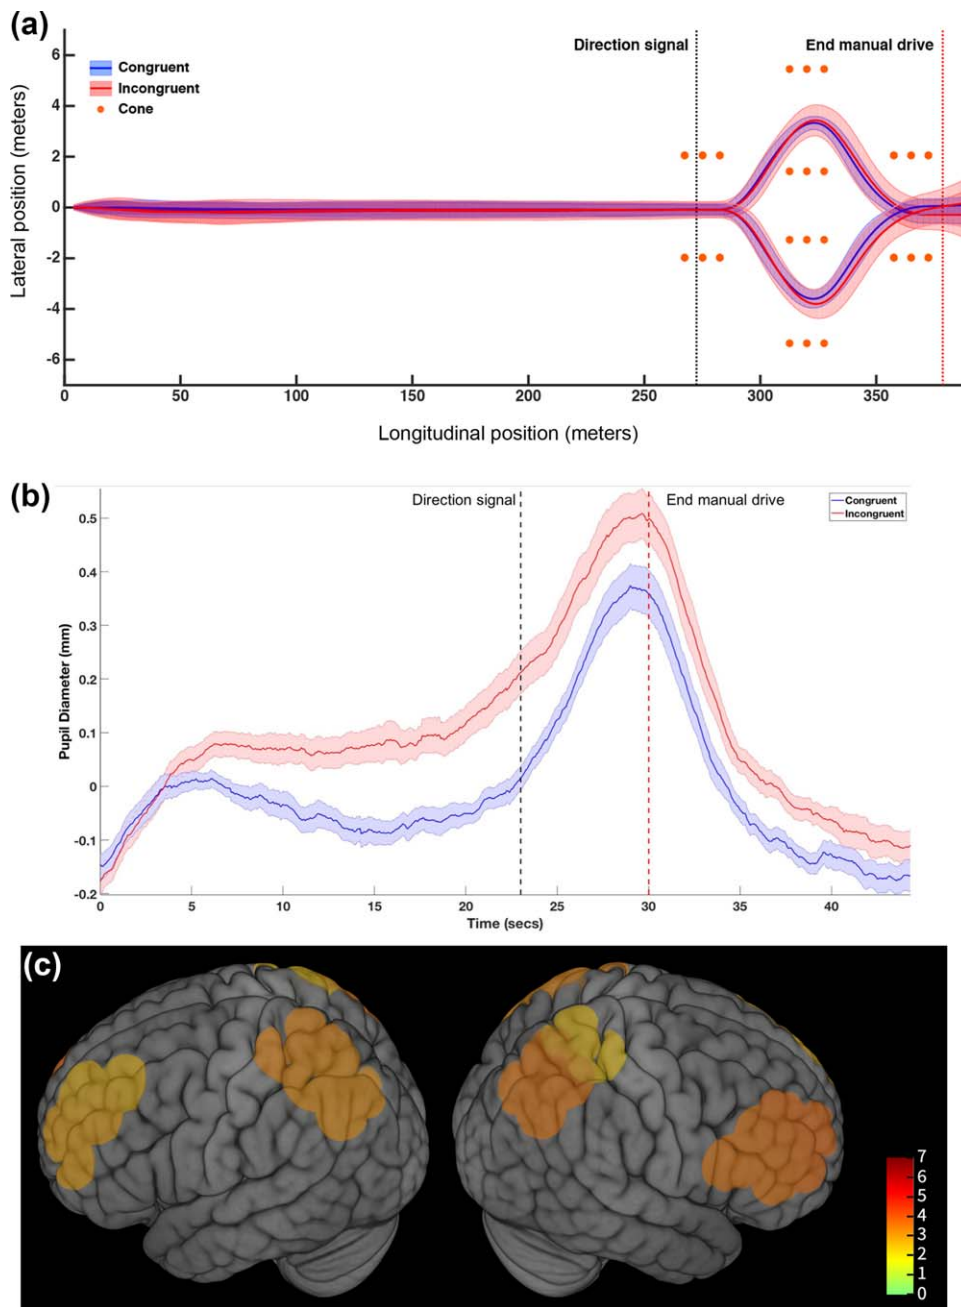 (a)
Direction signal
End manual drive
Congruent
Incongruent
Cone
6
4
2
0
-2
-4
-6
Lateral position (meters)
0 50 100 150 200 250 300 350
Longitudinal position (meters)
(b)
Direction signal
End manual drive
Congruent
Incongruent
0.5
0.4
0.3
0.2
0.1
0
-0.1
-0.2
Pupil Diameter (mm)
0 5 10 15 20 25 30 35 40
Time (secs)
(c)
7
6
5
4
3
2
1
0